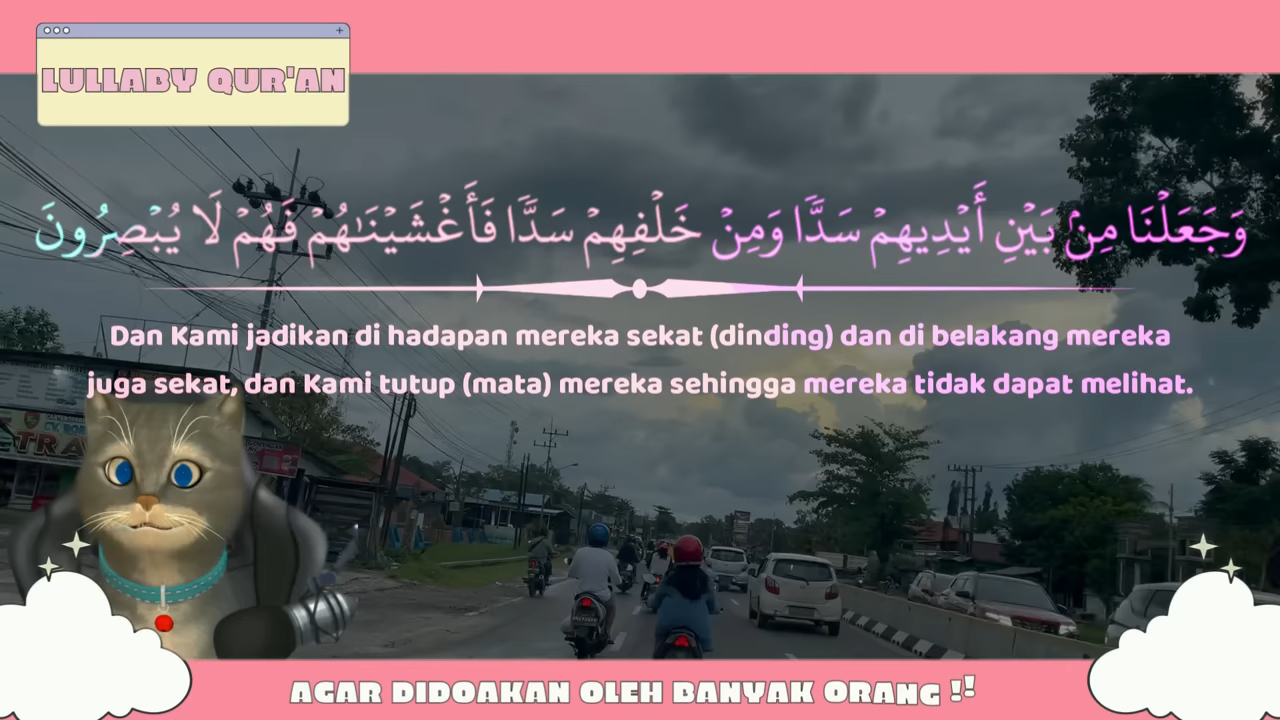 LULLABY QUR'AN
وَجَعَلْنَا مِنْۢ بَيْنِ أَيْدِيهِمْ سَدًّا وَمِنْ خَلْفِهِمْ سَدًّا فَأَغْشَيْنَـٰهُمْ فَهُمْ لَا يُبْصِرُونَ
Dan Kami jadikan di hadapan mereka sekat (dinding) dan di belakang mereka
juga sekat, dan Kami tutup (mata) mereka sehingga mereka tidak dapat melihat.
TRA
AGAR DIDOAKAN OLEH BANYAK ORANG !!